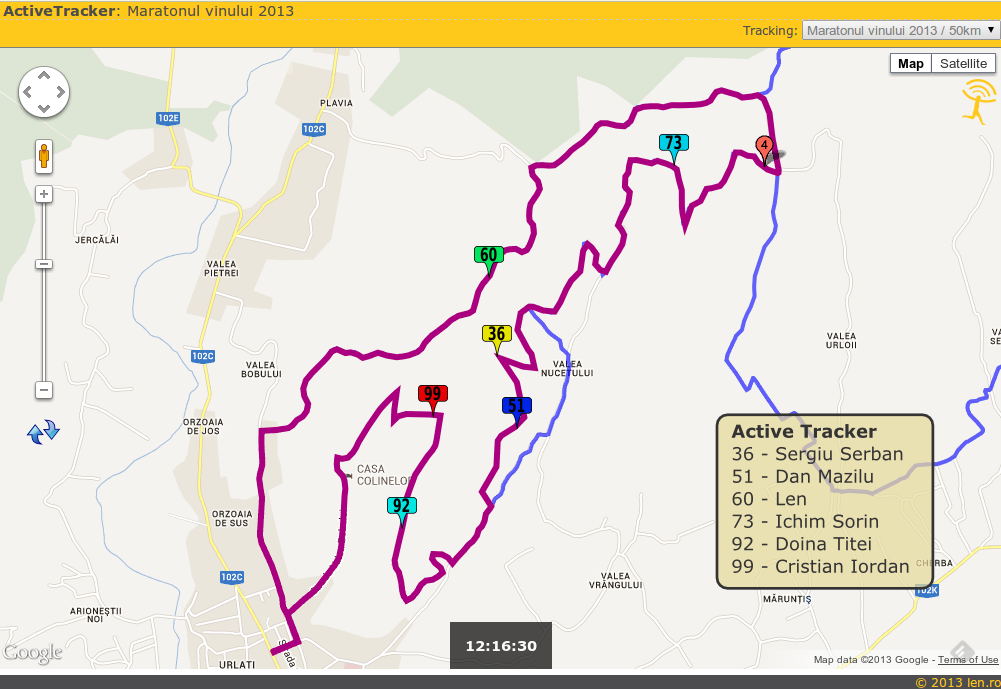 ActiveTracker: Maratonul vinului 2013
Tracking: Maratonul vinului 2013 / 50km
Map Satellite
PLAVIA
102E
102C
73
4
JERCĂLĂI
VALEA
PIETREI
60
36
VALEA
URLOII
102C
VALEA
BOBULUI
VALEA
NUCETULUI
99
51
ORZOAIA
DE JOS
CASA
COLINELOR
92
ORZOAIA
DE SUS
Active Tracker
36 - Sergiu Serban
51 - Dan Mazilu
60 - Len
73 - Ichim Sorin
92 - Doina Titei
99 - Cristian Iordan
CHERBA
102C
VALEA
VRÂNGULUI
102K
MĂRUNȚIȘ
ARIONEȘTII
NOI
12:16:30
Google
URLATI
Strada
Map data ©2013 Google - Terms of Use
© 2013 len.ro